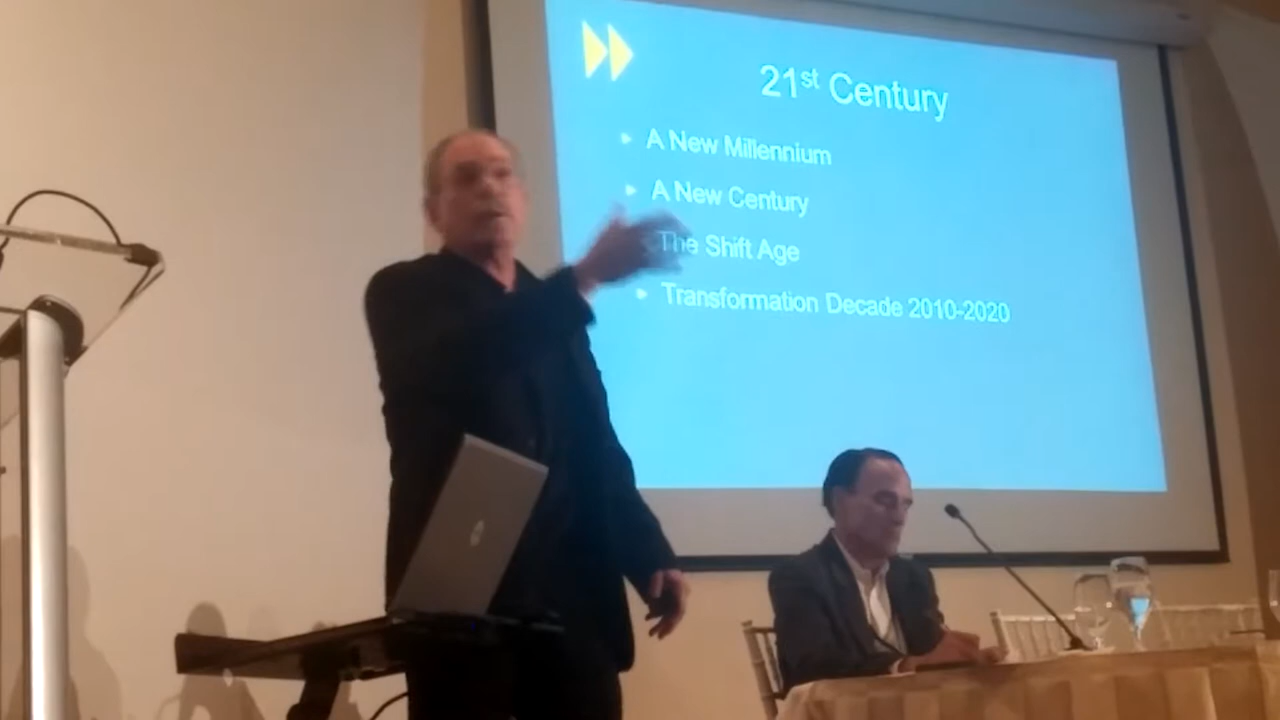 21st Century
A New Millennium
A New Century
The Shift Age
Transformation Decade 2010-2020